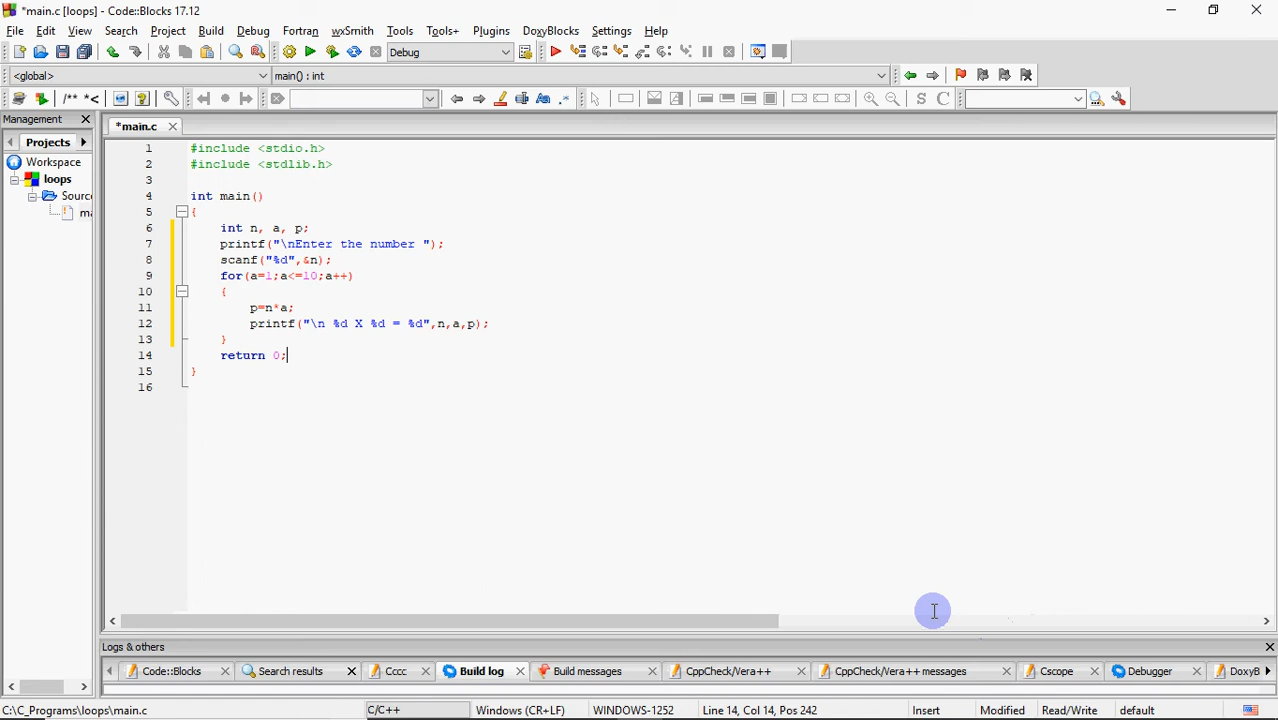 *main.c [loops] - Code::Blocks 17.12
File Edit View Search Project Build Debug Fortran wxSmith Tools Tools+ Plugins DoxyBlocks Settings Help
Debug
<global> main() : int
/** *<
S C
Management
Projects
Workspace
loops
Sourc
ma
*main.c
1 #include <stdio.h>
2 #include <stdlib.h>
3
4 int main()
5 {
6 int n, a, p;
7 printf("\nEnter the number ");
8 scanf("%d",&n);
9 for(a=1;a<=10;a++)
10 {
11 p=n*a;
12 printf("\n %d X %d = %d",n,a,p);
13 }
14 return 0;
15 }
16
Logs & others
Code::Blocks Search results Cccc Build log Build messages CppCheck/Vera++ CppCheck/Vera++ messages Cscope Debugger DoxyB
C:\C_Programs\loops\main.c C/C++ Windows (CR+LF) WINDOWS-1252 Line 14, Col 14, Pos 242 Insert Modified Read/Write default